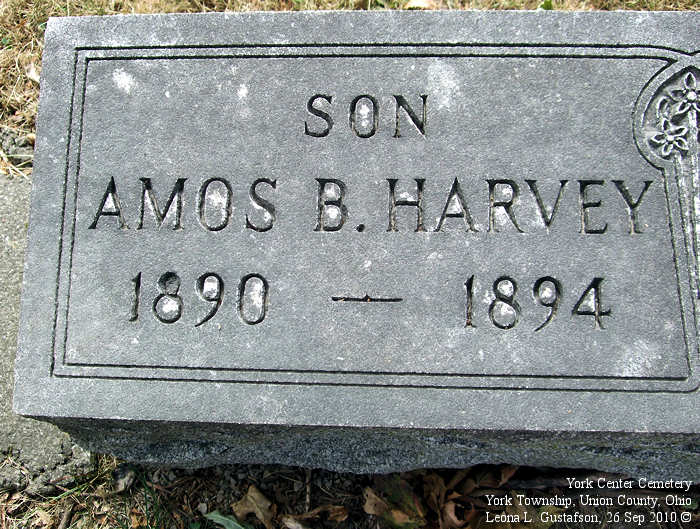 SON
AMOS B. HARVEY
1890 — 1894
York Center Cemetery
York Township, Union County, Ohio
Leona L. Gustafson, 26 Sep 2010 ©